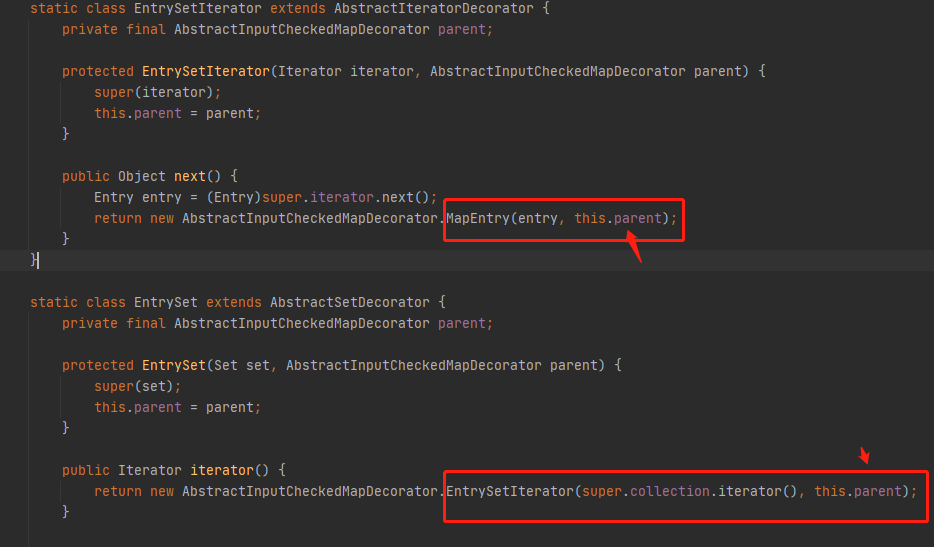 static class EntrySetIterator extends AbstractIteratorDecorator {
    private final AbstractInputCheckedMapDecorator parent;
    protected EntrySetIterator(Iterator iterator, AbstractInputCheckedMapDecorator parent) {
        super(iterator);
        this.parent = parent;
    }
    public Object next() {
        Entry entry = (Entry)super.iterator.next();
        return new AbstractInputCheckedMapDecorator.MapEntry(entry, this.parent);
    }
}
static class EntrySet extends AbstractSetDecorator {
    private final AbstractInputCheckedMapDecorator parent;
    protected EntrySet(Set set, AbstractInputCheckedMapDecorator parent) {
        super(set);
        this.parent = parent;
    }
    public Iterator iterator() {
        return new AbstractInputCheckedMapDecorator.EntrySetIterator(super.collection.iterator(), this.parent);
    }